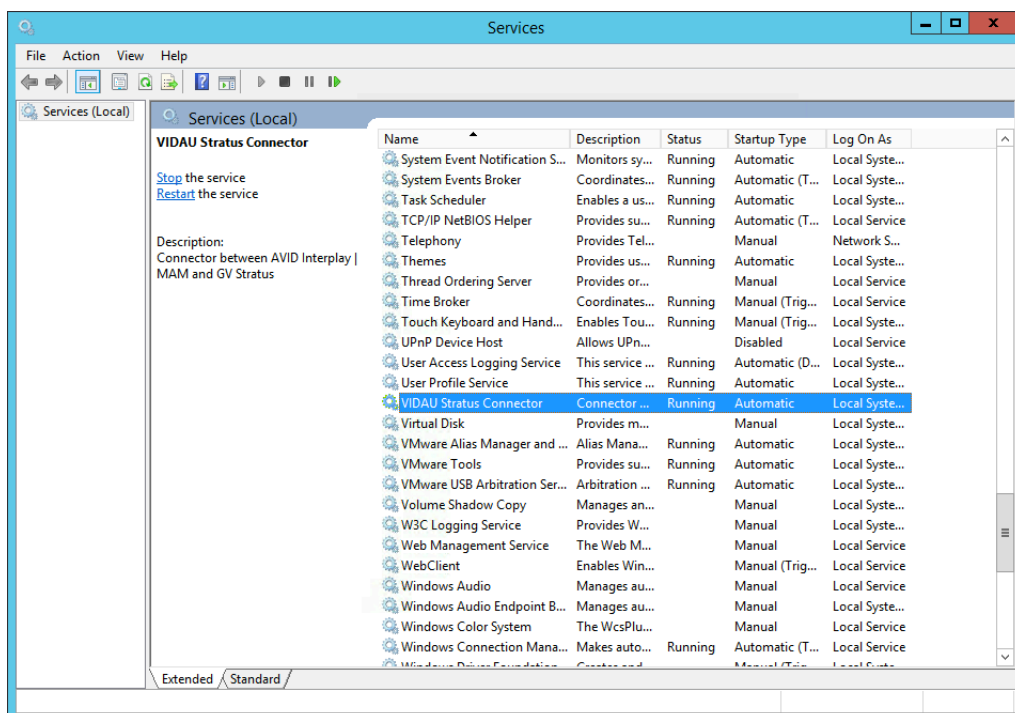 Services
File Action View Help
Services (Local)
Services (Local)
VIDAU Stratus Connector
Stop the service
Restart the service
Description:
Connector between AVID Interplay |
MAM and GV Stratus
Name Description Status Startup Type Log On As
System Event Notification S... Monitors sy... Running Automatic Local Syste...
System Events Broker Coordinates... Running Automatic (T... Local Syste...
Task Scheduler Enables a us... Running Automatic Local Syste...
TCP/IP NetBIOS Helper Provides su... Running Automatic (T... Local Service
Telephony Provides Tel... Manual Network S...
Themes Provides us... Running Automatic Local Syste...
Thread Ordering Server Provides or... Manual Local Service
Time Broker Coordinates... Running Manual (Trig... Local Service
Touch Keyboard and Hand... Enables Tou... Running Manual (Trig... Local Syste...
UPnP Device Host Allows UPn... Disabled Local Service
User Access Logging Service This service ... Running Automatic (D... Local Syste...
User Profile Service This service ... Running Automatic Local Syste...
VIDAU Stratus Connector Connector ... Running Automatic Local Syste...
Virtual Disk Provides m... Manual Local Syste...
VMware Alias Manager and ... Alias Mana... Running Automatic Local Syste...
VMware Tools Provides su... Running Automatic Local Syste...
VMware USB Arbitration Ser... Arbitration ... Running Automatic Local Syste...
Volume Shadow Copy Manages an... Manual Local Syste...
W3C Logging Service Provides W... Manual Local Syste...
Web Management Service The Web M... Manual Local Service
WebClient Enables Win... Manual (Trig... Local Service
Windows Audio Manages au... Manual Local Service
Windows Audio Endpoint B... Manages au... Manual Local Syste...
Windows Color System The WcsPlu... Manual Local Service
Windows Connection Mana... Makes auto... Running Automatic (T... Local Service
Extended Standard